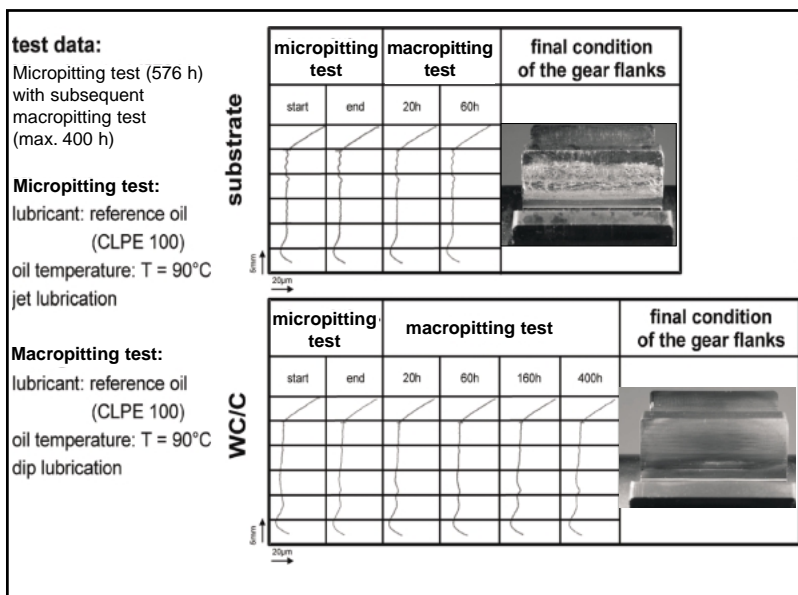 test data:
Micropitting test (576 h)
with subsequent
macropitting test
(max. 400 h)
Micropitting test:
lubricant: reference oil
(CLPE 100)
oil temperature: T = 90°C
jet lubrication
Macropitting test:
lubricant: reference oil
(CLPE 100)
oil temperature: T = 90°C
dip lubrication
substrate
micropitting
test
macropitting
test
final condition
of the gear flanks
start end 20h 60h
5mm
20µm
WC/C
micropitting
test
macropitting test
final condition
of the gear flanks
start end 20h 60h 160h 400h
5mm
20µm